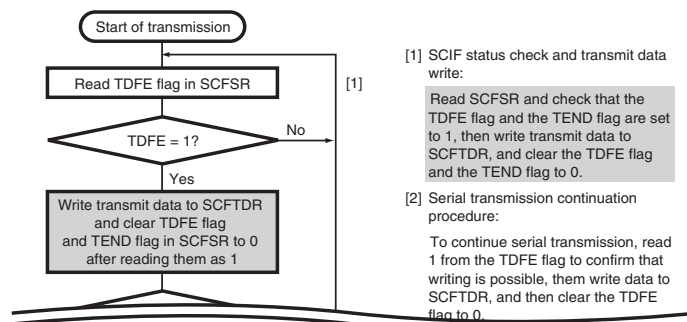 Start of transmission
Read TDFE flag in SCFSR
[1]
TDFE = 1?
No
Yes
Write transmit data to SCFTDR
and clear TDFE flag
and TEND flag in SCFSR to 0
after reading them as 1
[1] SCIF status check and transmit data
write:
Read SCFSR and check that the
TDFE flag and the TEND flag are set
to 1, then write transmit data to
SCFTDR, and clear the TDFE flag
and the TEND flag to 0.
[2] Serial transmission continuation
procedure:
To continue serial transmission, read
1 from the TDFE flag to confirm that
writing is possible, them write data to
SCFTDR, and then clear the TDFE
flag to 0.